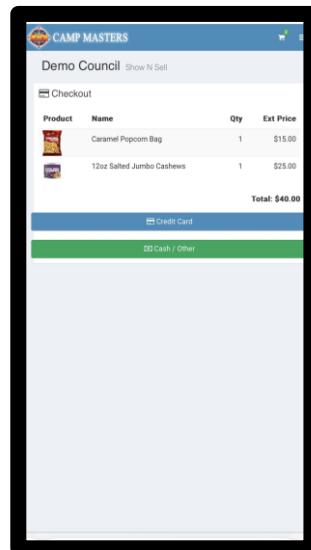 CAMP MASTERS
Demo Council Show N Sell
Checkout
Product Name Qty Ext Price
Caramel Popcorn Bag 1 $15.00
12oz Salted Jumbo Cashews 1 $25.00
Total: $40.00
Credit Card
Cash / Other